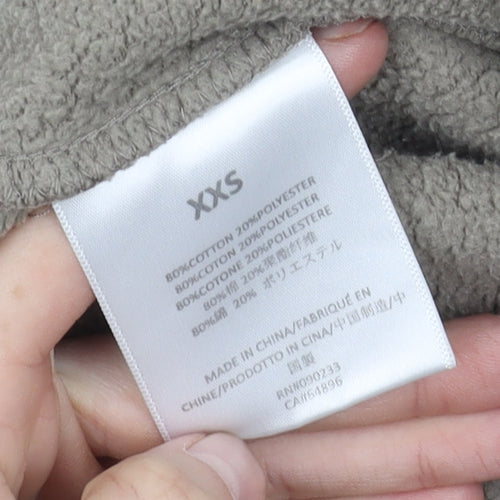 XXS
80%COTTON 20%POLYESTER
80%COTON 20%POLYESTER
80%COTONE 20%POLIESTERE
80%棉 20%聚酯纤维
80%綿 20% ポリエステル
MADE IN CHINA/FABRIQUÉ EN
CHINE/PRODOTTO IN CINA/中国制造/中
国製
RN#090233
CA#64896